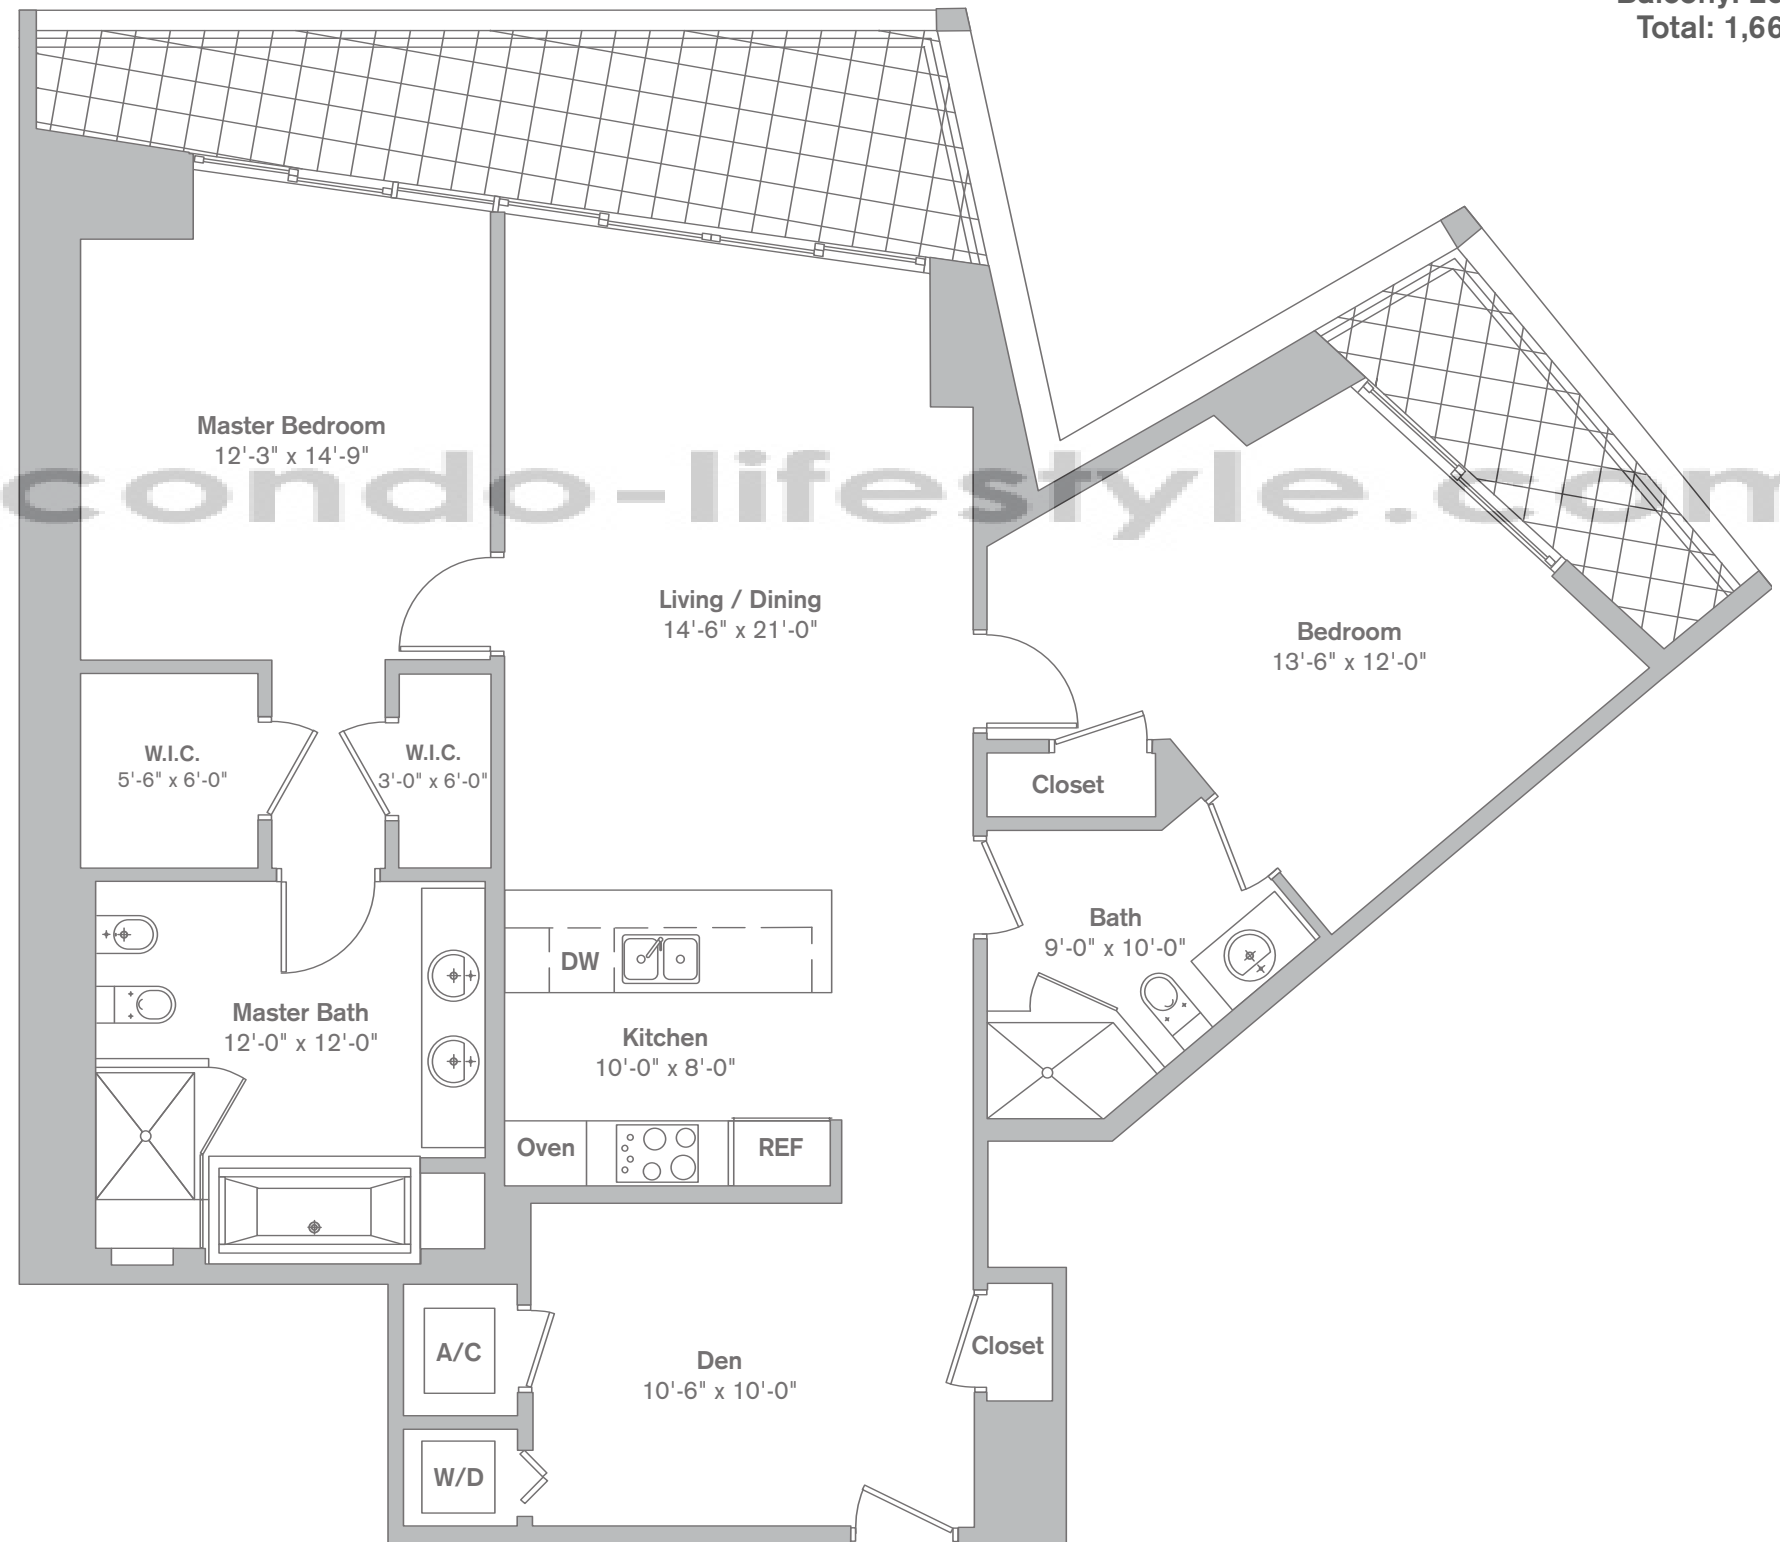 Total: 1,66
Master Bedroom
12'-3" x 14'-9"
condo-lifestyle.com
Living / Dining
14'-6" x 21'-0"
Bedroom
13'-6" x 12'-0"
W.I.C.
5'-6" x 6'-0"
W.I.C.
3'-0" x 6'-0"
Closet
Bath
9'-0" x 10'-0"
DW
Master Bath
12'-0" x 12'-0"
Kitchen
10'-0" x 8'-0"
Oven
REF
A/C
Den
10'-6" x 10'-0"
Closet
W/D